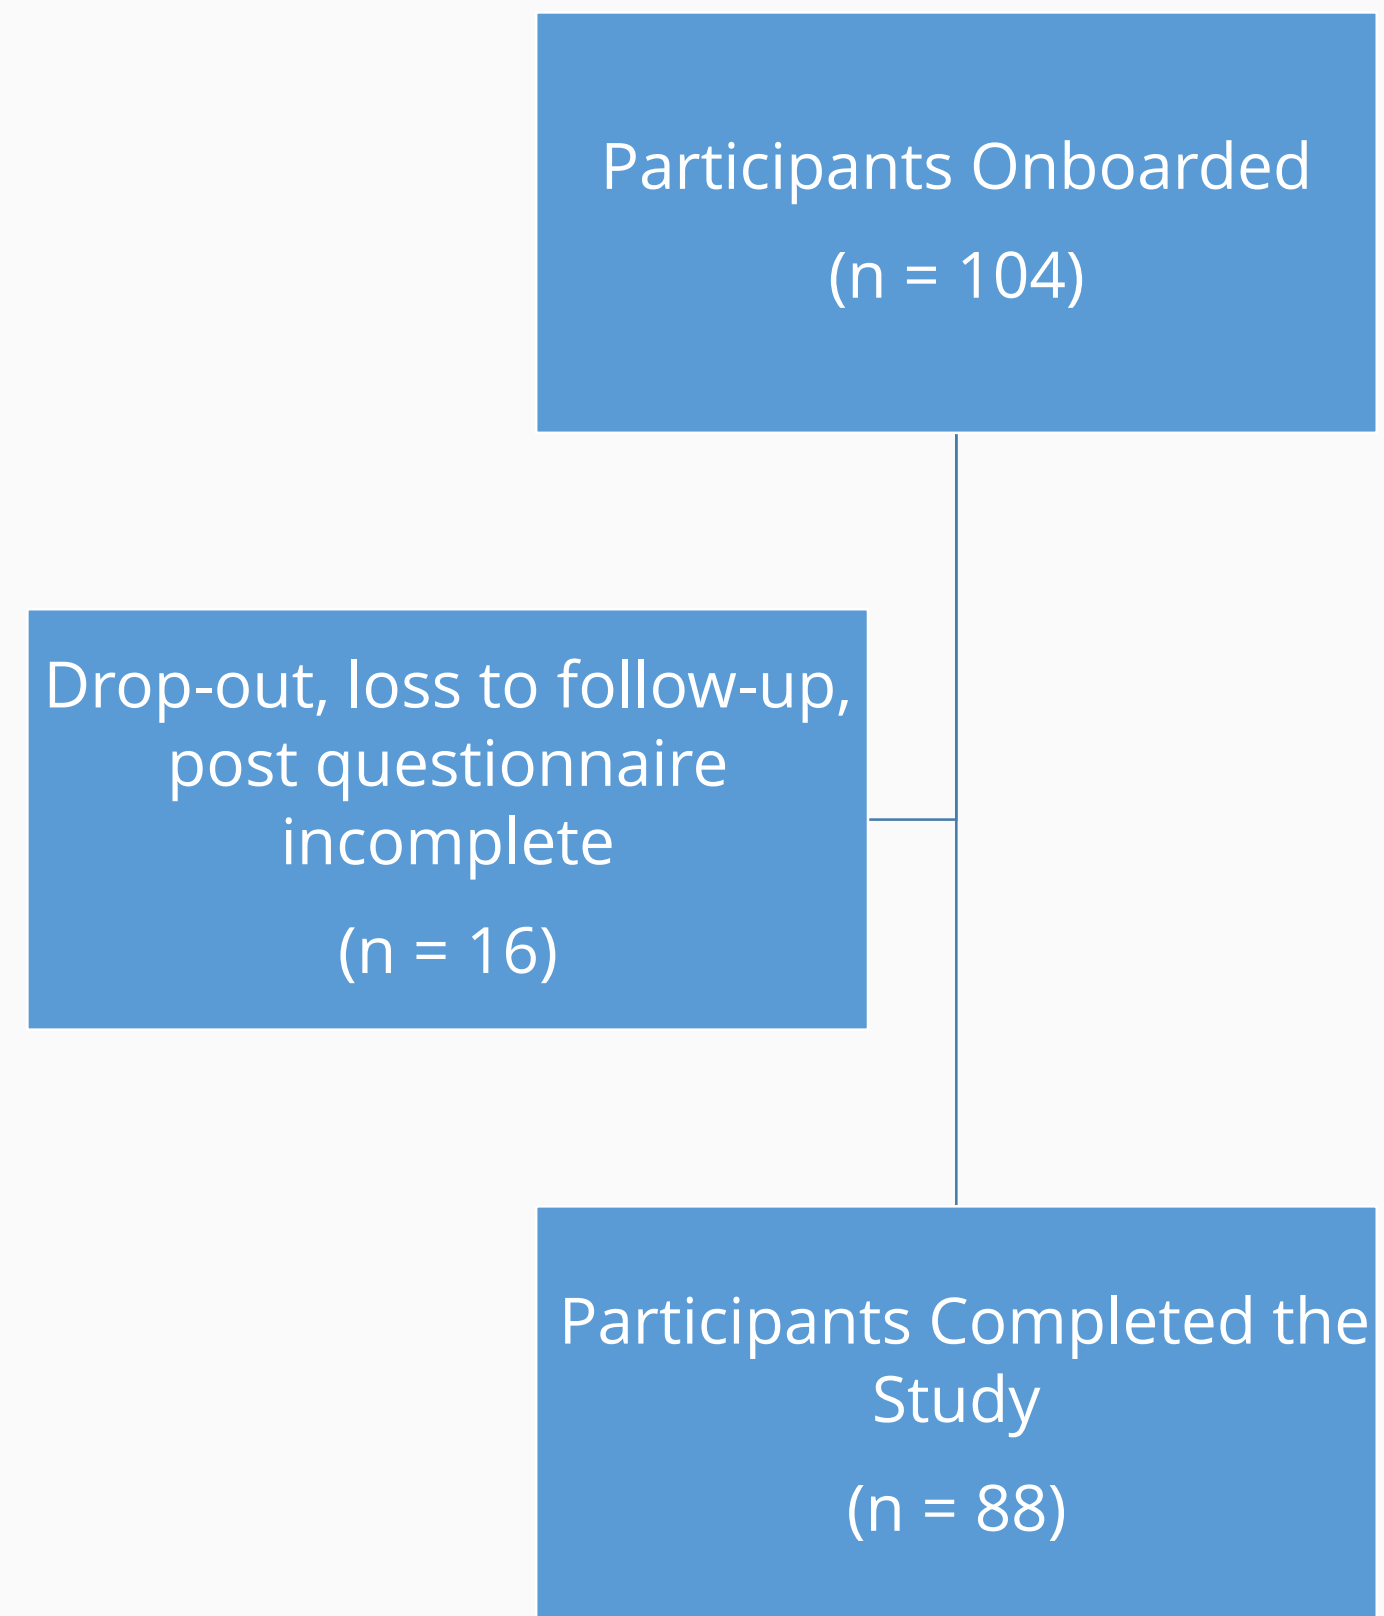 Participants Onboarded
(n = 104)
Drop-out, loss to follow-up,
post questionnaire
incomplete
(n = 16)
Participants Completed the
Study
(n = 88)